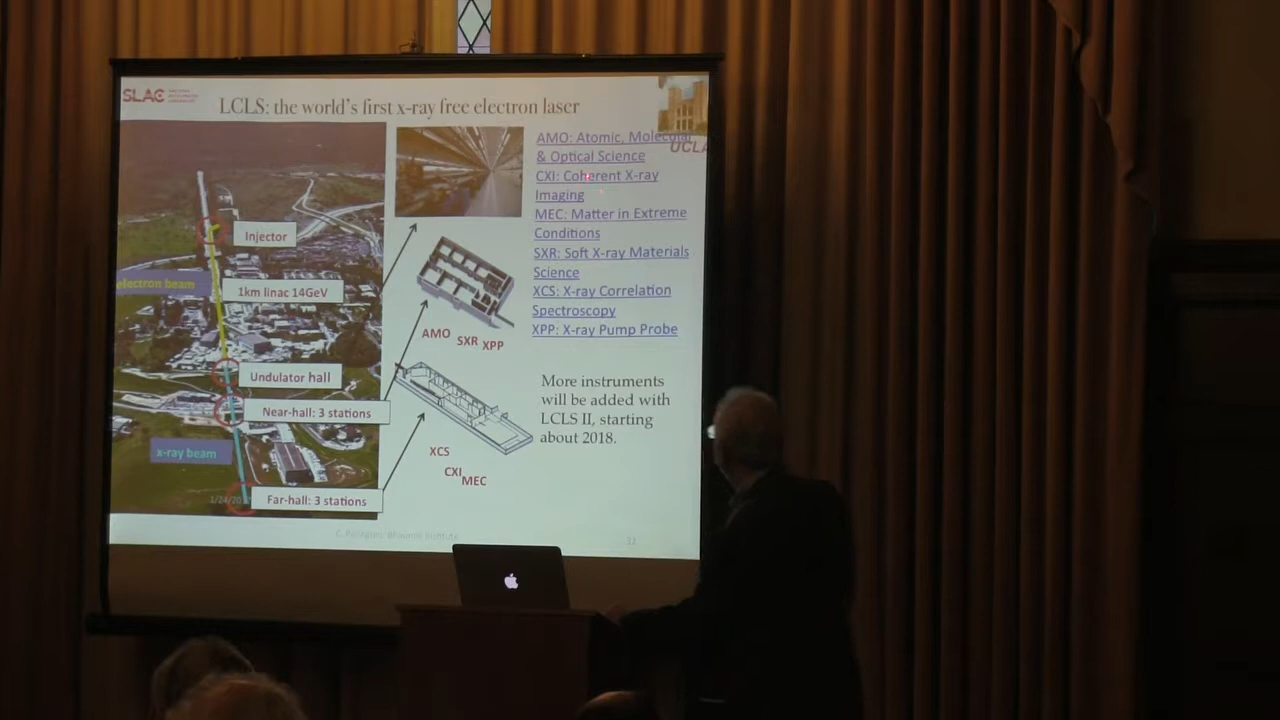 SLAC
LCLS: the world's first x-ray free electron laser
UCLA
Injector
electron beam
1km linac 14GeV
Undulator hall
Near-hall: 3 stations
x-ray beam
Far-hall: 3 stations
AMO
SXR
XPP
XCS
CXI
MEC
AMO: Atomic, Molecular
& Optical Science
CXI: Coherent X-ray
Imaging
MEC: Matter in Extreme
Conditions
SXR: Soft X-ray Materials
Science
XCS: X-ray Correlation
Spectroscopy
XPP: X-ray Pump Probe
More instruments
will be added with
LCLS II, starting
about 2018.
32